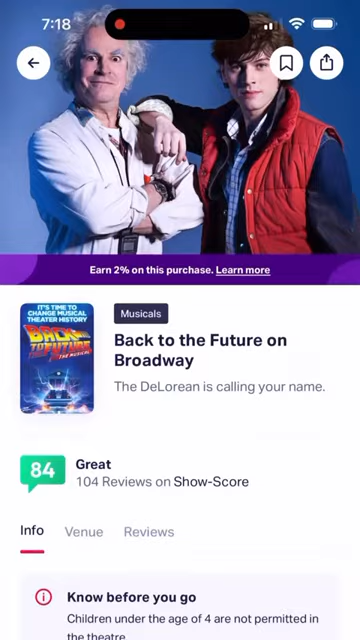 7:18
Earn 2% on this purchase. Learn more
IT'S TIME TO
CHANGE MUSICAL
THEATER HISTORY
BACK
TO THE
FUTURE
THE MUSICAL
Musicals
Back to the Future on
Broadway
The DeLorean is calling your name.
84
Great
104 Reviews on Show-Score
Info
Venue
Reviews
Know before you go
Children under the age of 4 are not permitted in
the theatre